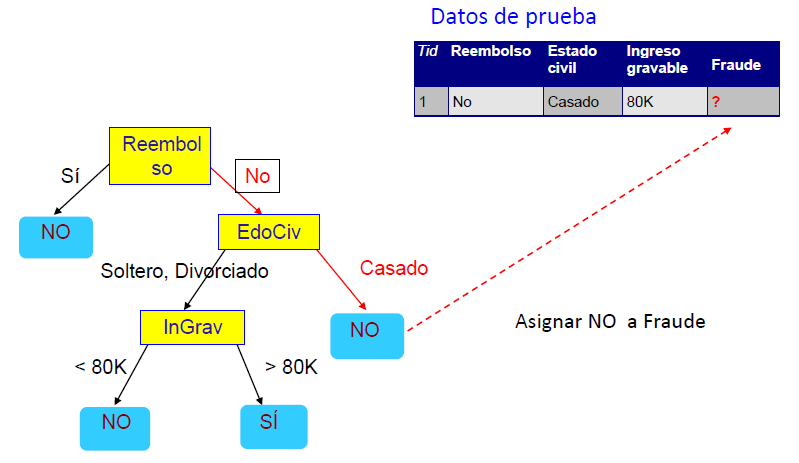 Datos de prueba
Tid Reembolso Estado civil Ingreso gravable Fraude
1 No Casado 80K ?
Reembol
so
Sí
No
NO
EdoCiv
Soltero, Divorciado
Casado
InGrav
NO
Asignar NO a Fraude
< 80K
> 80K
NO
SÍ